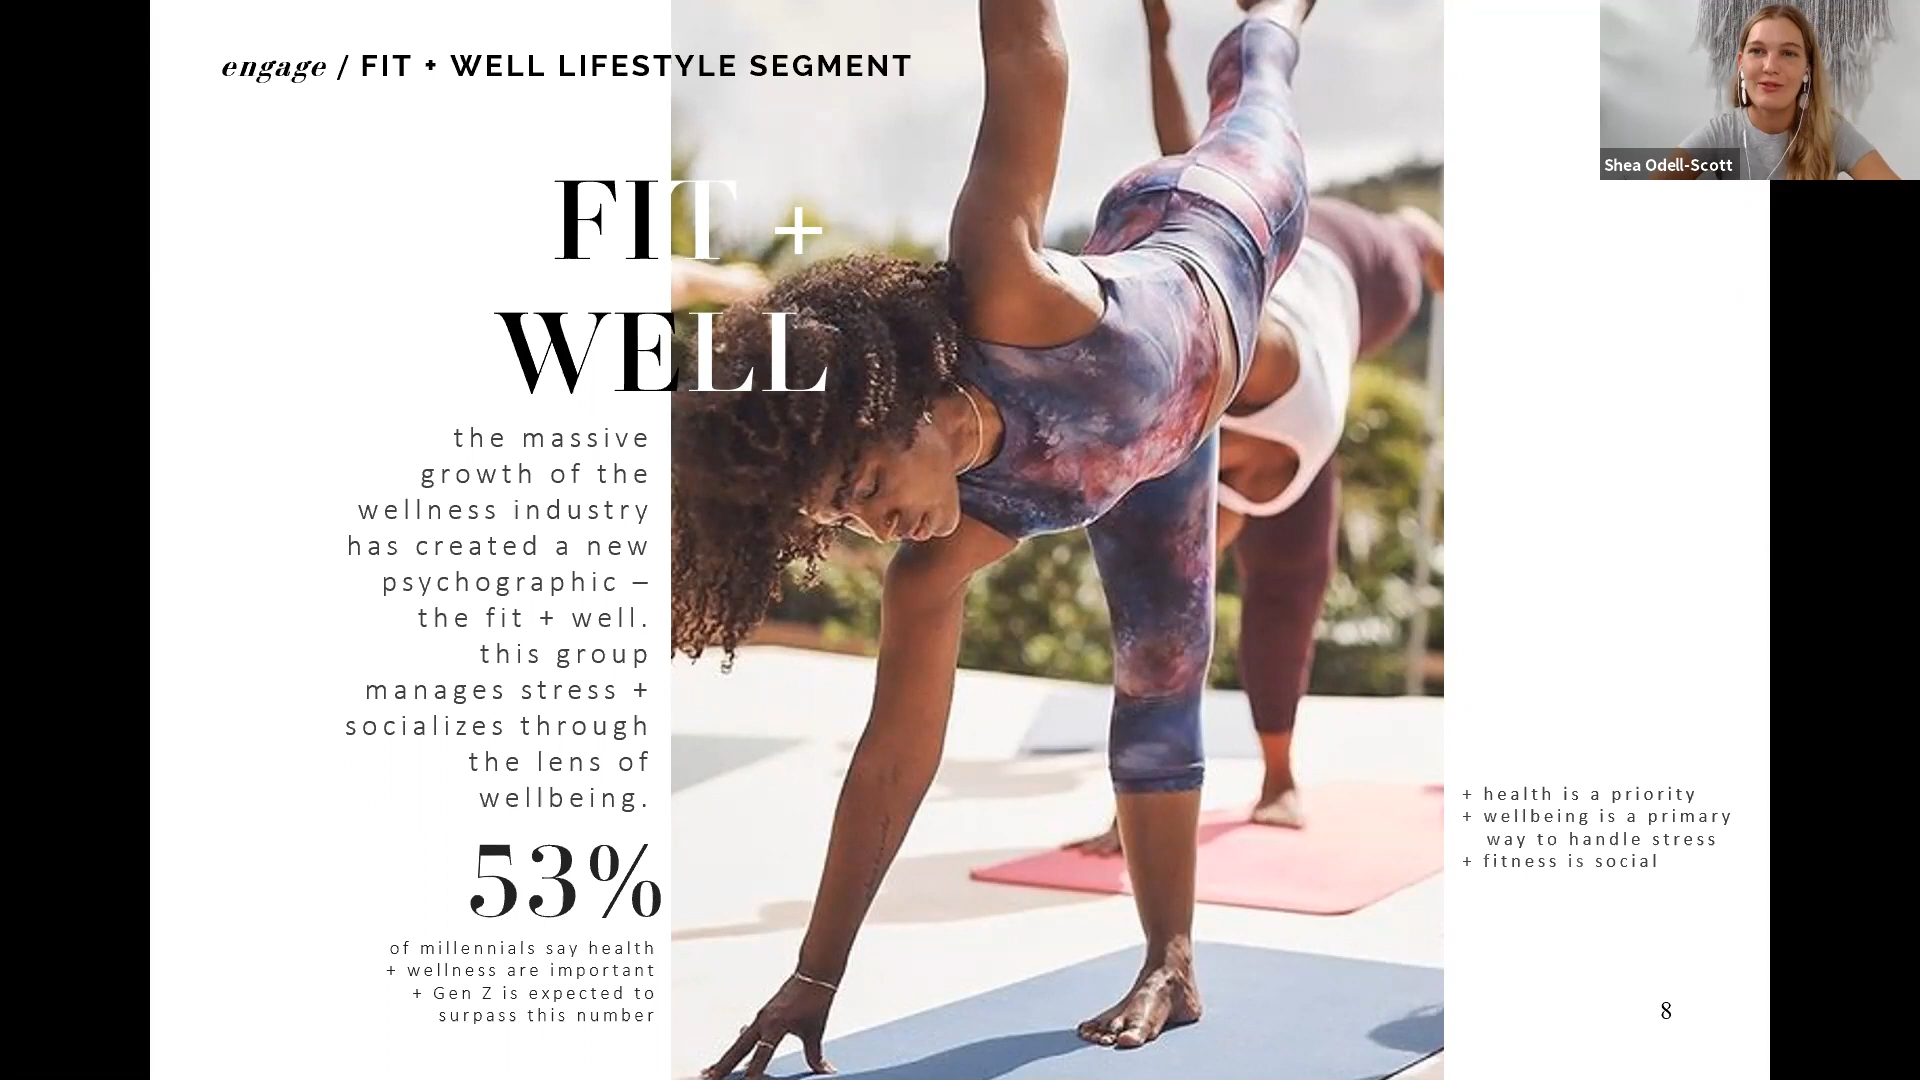 engage / FIT + WELL LIFESTYLE SEGMENT
Shea Odell-Scott
FIT +
WELL
the massive
growth of the
wellness industry
has created a new
psychographic –
the fit + well.
this group
manages stress +
socializes through
the lens of
wellbeing.
53%
of millennials say health
+ wellness are important
+ Gen Z is expected to
surpass this number
+ health is a priority
+ wellbeing is a primary
way to handle stress
+ fitness is social
8